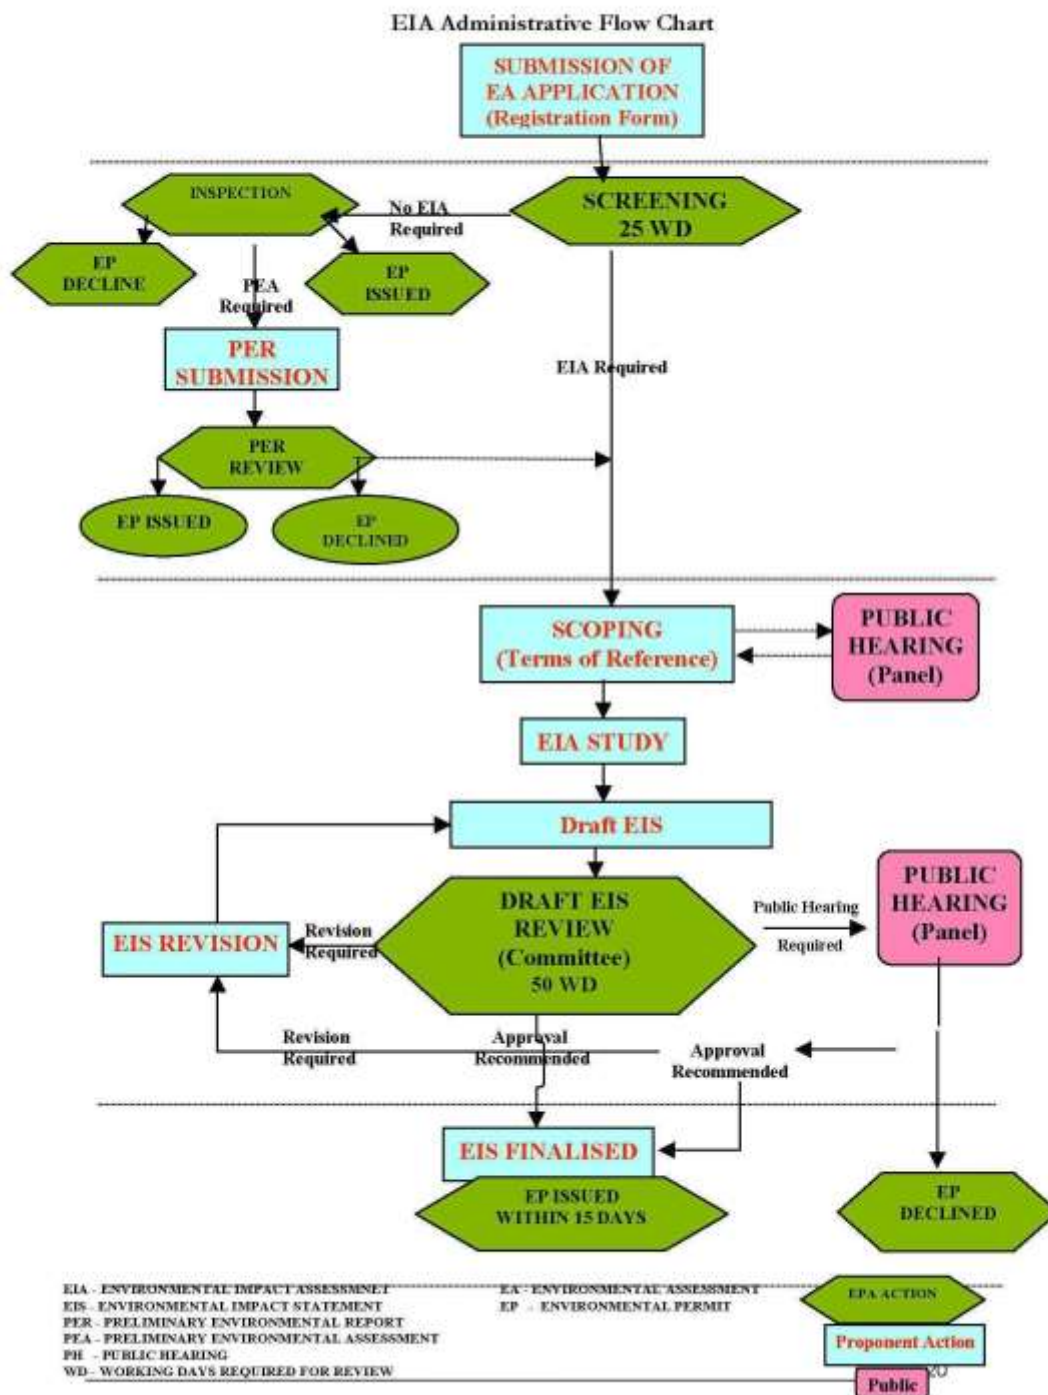 EIA Administrative Flow Chart
SUBMISSION OF
EA APPLICATION
(Registration Form)
INSPECTION
No EIA
Required
SCREENING
25 WD
EP
DECLINE
EP
ISSUED
PEA
Required
PER
SUBMISSION
EIA Required
PER
REVIEW
EP ISSUED
EP
DECLINED
SCOPING
(Terms of Reference)
PUBLIC
HEARING
(Panel)
EIA STUDY
Draft EIS
DRAFT EIS
REVIEW
(Committee)
50 WD
Public Hearing
Required
PUBLIC
HEARING
(Panel)
EIS REVISION
Revision
Required
Revision
Required
Approval
Recommended
Approval
Recommended
EIS FINALISED
EP ISSUED
WITHIN 15 DAYS
EP
DECLINED
EIA - ENVIRONMENTAL IMPACT ASSESSMNET
EIS - ENVIRONMENTAL IMPACT STATEMENT
PER - PRELIMINARY ENVIRONMENTAL REPORT
PEA - PRELIMINARY ENVIRONMENTAL ASSESSMENT
PH - PUBLIC HEARING
WD - WORKING DAYS REQUIRED FOR REVIEW
EA - ENVIRONMENTAL ASSESSMENT
EP - ENVIRONMENTAL PERMIT
EPA ACTION
Proponent Action
20
Public